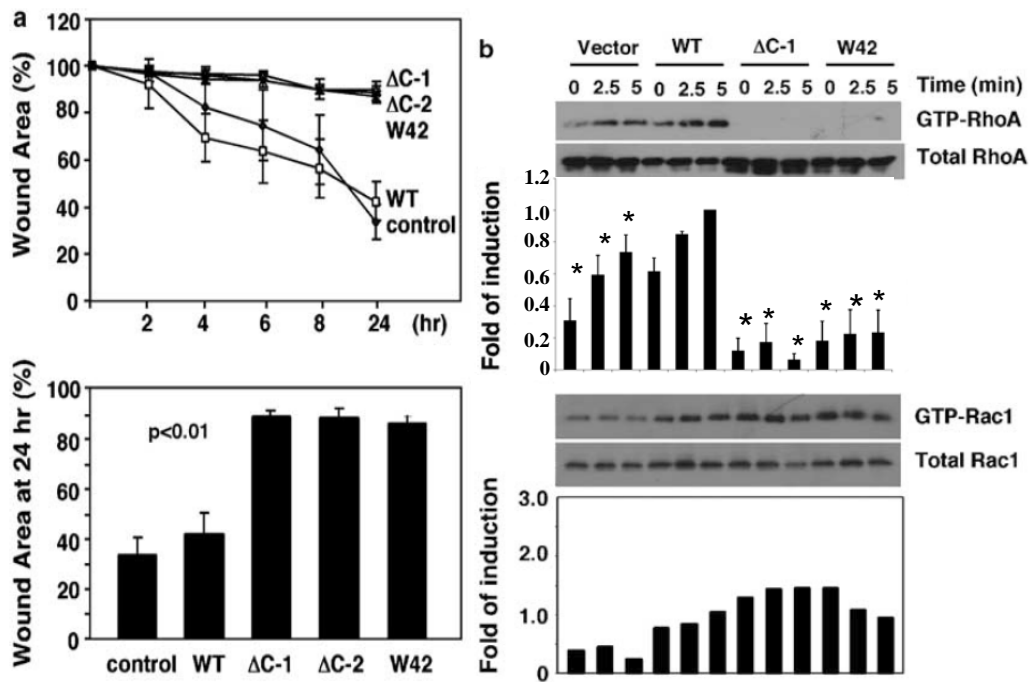 a
Wound Area (%)
120
100
80
60
40
20
0
2
4
6
8
24
(hr)
ΔC-1
ΔC-2
W42
WT
control
Wound Area at 24 hr (%)
100
80
60
40
20
0
p<0.01
control WT ΔC-1 ΔC-2 W42
b
Vector WT ΔC-1 W42
0 2.5 5 0 2.5 5 0 2.5 5 0 2.5 5 Time (min)
GTP-RhoA
Total RhoA
Fold of induction
1.2
1.0
0.8
0.6
0.4
0.2
0
* * * * * * * * *
GTP-Rac1
Total Rac1
Fold of induction
3.0
2.0
1.0
0